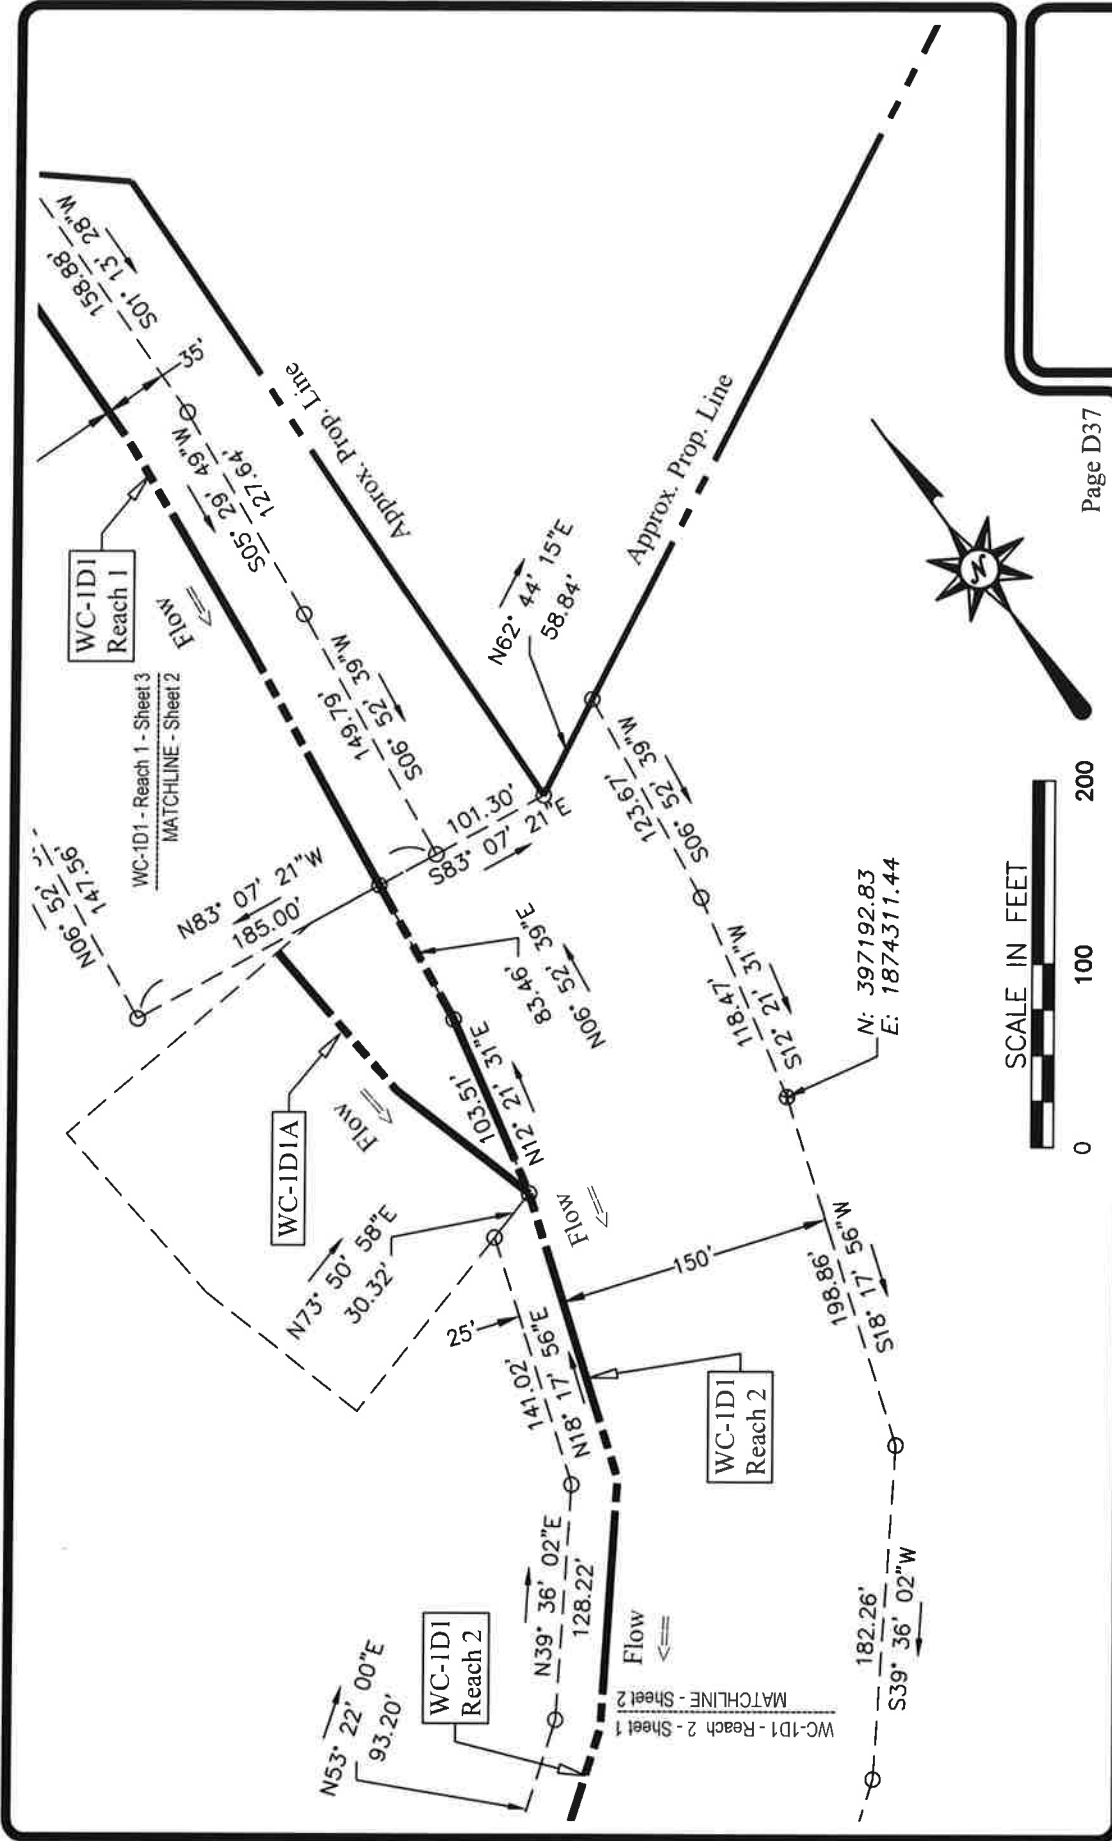 158.88'
S01° 13' 28"W
35'
WC-1D1
Reach 1
Flow
S05° 29' 49"W
127.64'
Approx. Prop. Line
WC-1D1 - Reach 1 - Sheet 3
MATCHLINE - Sheet 2
149.79'
S06° 52' 39"W
N62° 44' 15"E
58.84'
Approx. Prop. Line
N06° 52'
147.56'
N83° 07' 21"W
185.00'
101.30'
S83° 07' 21"E
WC-1D1A
Flow
83.46'
N06° 52' 39"E
123.67'
S06° 52' 39"W
103.51'
N12° 21' 31"E
118.47'
S12° 21' 31"W
N: 397192.83
E: 1874311.44
N73° 50' 58"E
30.32'
Flow
25'
150'
141.02'
N18° 17' 56"E
198.86'
S18° 17' 56"W
WC-1D1
Reach 2
N39° 36' 02"E
128.22'
N53° 22' 00"E
93.20'
WC-1D1
Reach 2
Flow
WC-1D1 - Reach 2 - Sheet 1
MATCHLINE - Sheet 2
182.26'
S39° 36' 02"W
SCALE IN FEET
0 100 200
N
Page D37